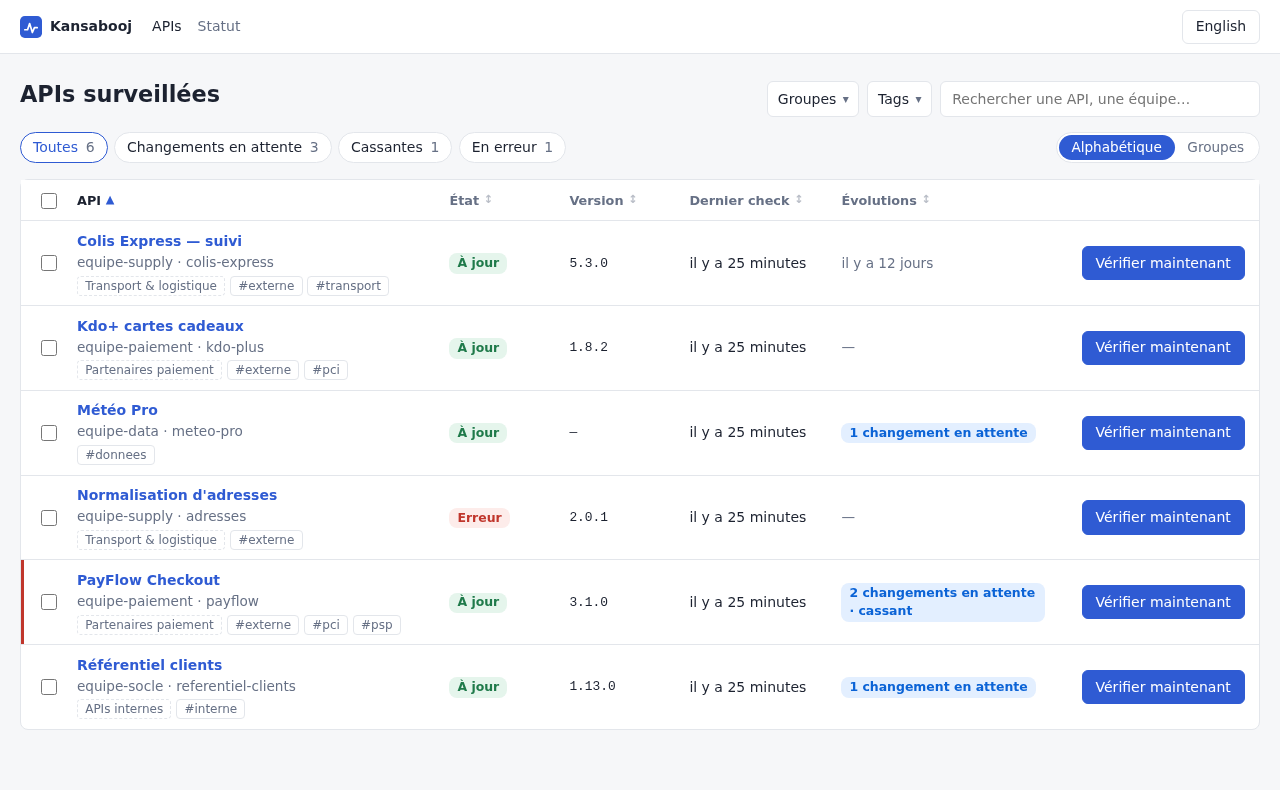 Kansabooj APIs Statut English
APIs surveillées
Groupes ▾ Tags ▾ Rechercher une API, une équipe…
Toutes 6 Changements en attente 3 Cassantes 1 En erreur 1 Alphabétique Groupes
API ▲ État ↕ Version ↕ Dernier check ↕ Évolutions ↕
Colis Express — suivi
equipe-supply · colis-express
Transport & logistique #externe #transport
À jour 5.3.0 il y a 25 minutes il y a 12 jours Vérifier maintenant
Kdo+ cartes cadeaux
equipe-paiement · kdo-plus
Partenaires paiement #externe #pci
À jour 1.8.2 il y a 25 minutes — Vérifier maintenant
Météo Pro
equipe-data · meteo-pro
#donnees
À jour — il y a 25 minutes 1 changement en attente Vérifier maintenant
Normalisation d'adresses
equipe-supply · adresses
Transport & logistique #externe
Erreur 2.0.1 il y a 25 minutes — Vérifier maintenant
PayFlow Checkout
equipe-paiement · payflow
Partenaires paiement #externe #pci #psp
À jour 3.1.0 il y a 25 minutes 2 changements en attente
· cassant
Vérifier maintenant
Référentiel clients
equipe-socle · referentiel-clients
APIs internes #interne
À jour 1.13.0 il y a 25 minutes 1 changement en attente Vérifier maintenant